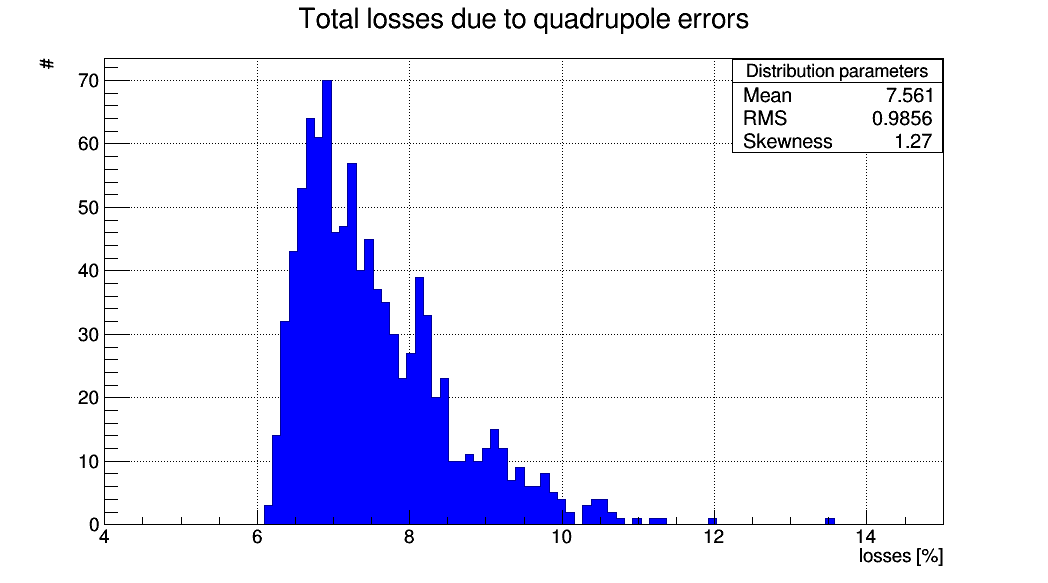 Total losses due to quadrupole errors
#
Distribution parameters
Mean 7.561
RMS 0.9856
Skewness 1.27
70
60
50
40
30
20
10
0
4 6 8 10 12 14
losses [%]